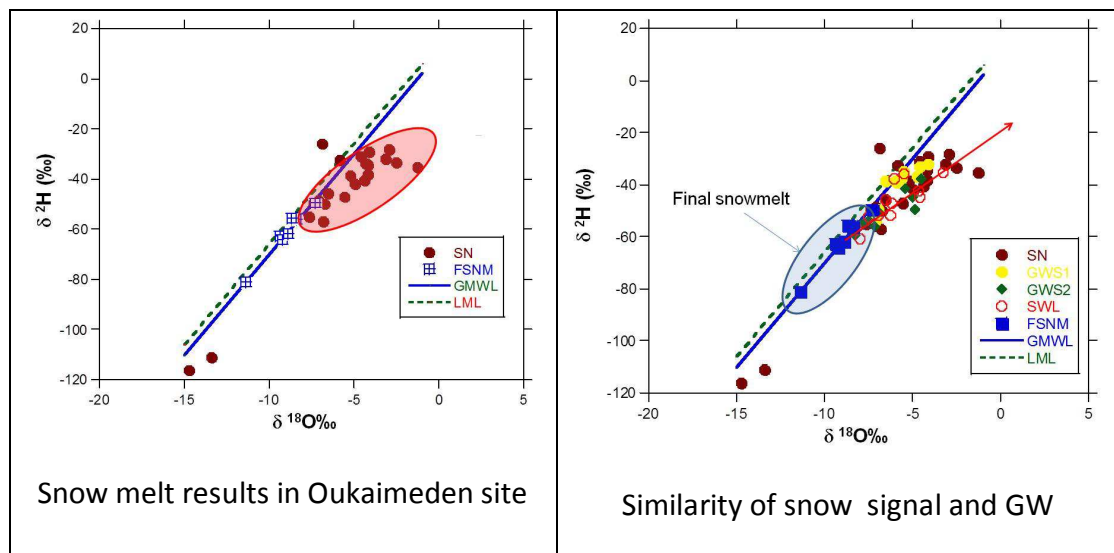 20
0
-20
-40
-60
-80
-100
-120
-20
-15
-10
-5
0
5
δ ²H (‰)
δ ¹⁸O‰
SN
FSNM
GMWL
LML
Snow melt results in Oukaimeden site
20
0
-20
-40
-60
-80
-100
-120
-20
-15
-10
-5
0
5
δ ²H (‰)
δ ¹⁸O‰
Final snowmelt
SN
GWS1
GWS2
SWL
FSNM
GMWL
LML
Similarity of snow signal and GW